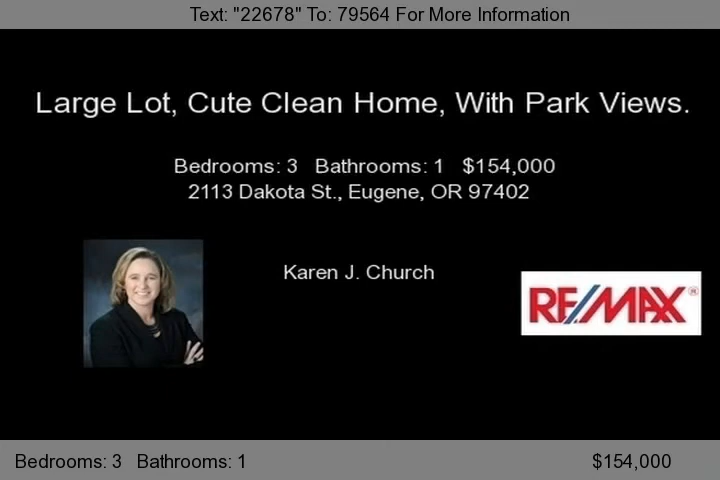 Text: "22678" To: 79564 For More Information
Large Lot, Cute Clean Home, With Park Views.
Bedrooms: 3 Bathrooms: 1 $154,000
2113 Dakota St., Eugene, OR 97402
Karen J. Church
RE/MAX®
Bedrooms: 3 Bathrooms: 1 $154,000